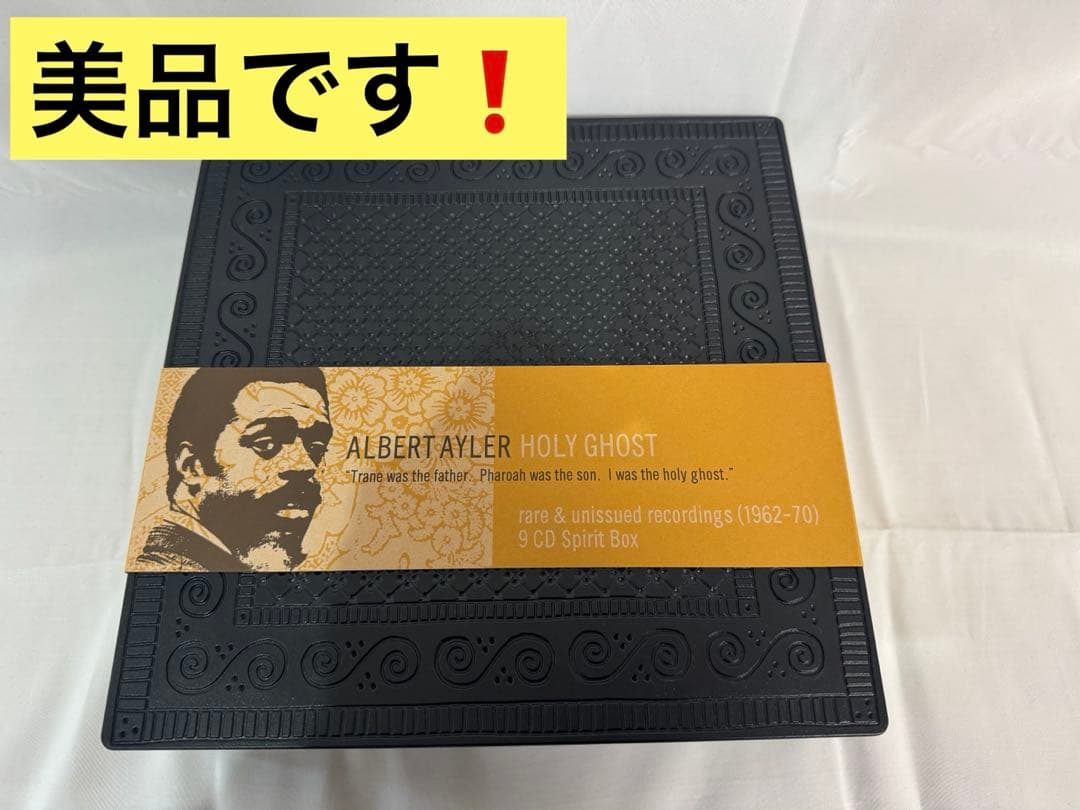 美品です❗
ALBERT AYLER HOLY GHOST
"Trane was the father. Pharoah was the son. I was the holy ghost."
rare & unissued recordings (1962-70)
9 CD Spirit Box